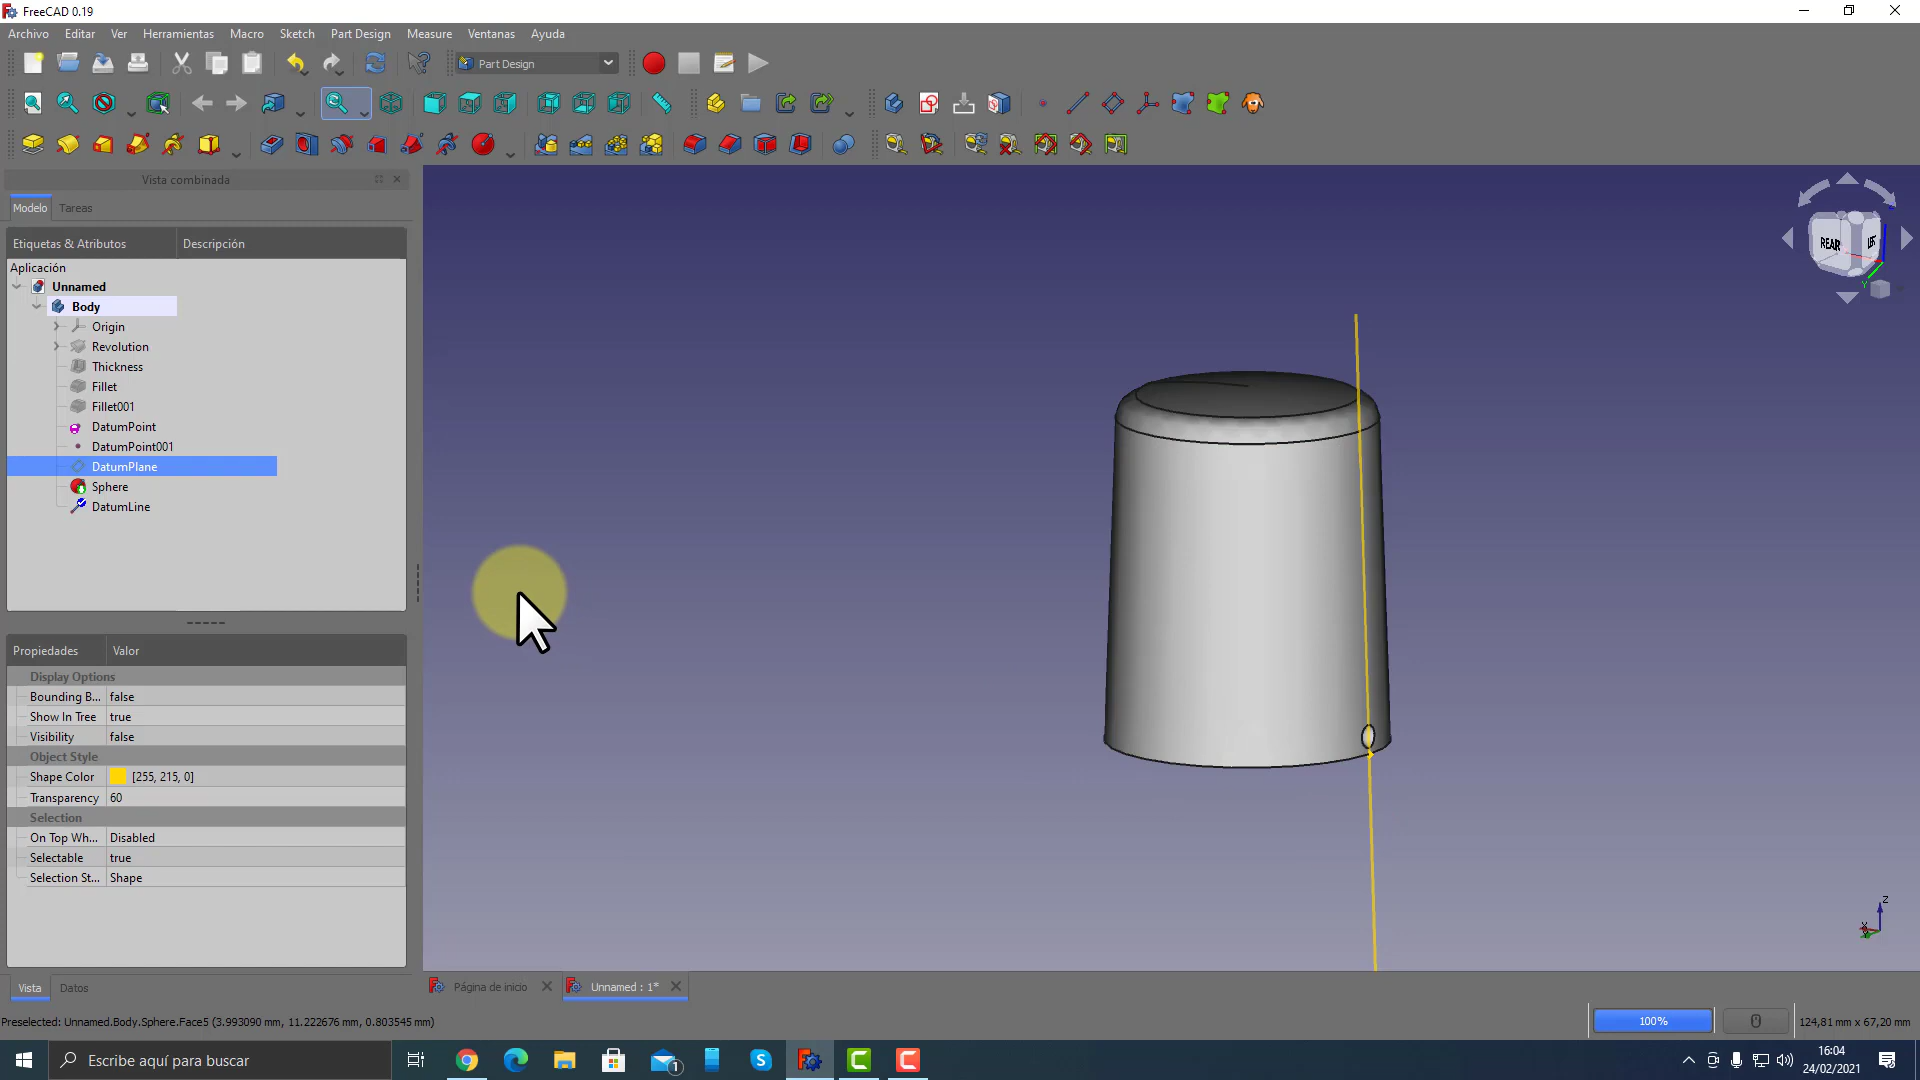 FreeCAD 0.19
Archivo Editar Ver Herramientas Macro Sketch Part Design Measure Ventanas Ayuda
Part Design
Vista combinada
Modelo Tareas
Etiquetas & Atributos Descripción
Aplicación
Unnamed
Body
Origin
Revolution
Thickness
Fillet
Fillet001
DatumPoint
DatumPoint001
DatumPlane
Sphere
DatumLine
REAR LEFT
Y
Propiedades Valor
Display Options
Bounding B... false
Show In Tree true
Visibility false
Object Style
Shape Color [255, 215, 0]
Transparency 60
Selection
On Top Wh... Disabled
Selectable true
Selection St... Shape
Z
Vista Datos
Página de inicio Unnamed : 1*
Preselected: Unnamed.Body.Sphere.Face5 (3.993090 mm, 11.222676 mm, 0.803545 mm)
100%
124,81 mm x 67,20 mm
Escribe aquí para buscar
1
16:04
24/02/2021